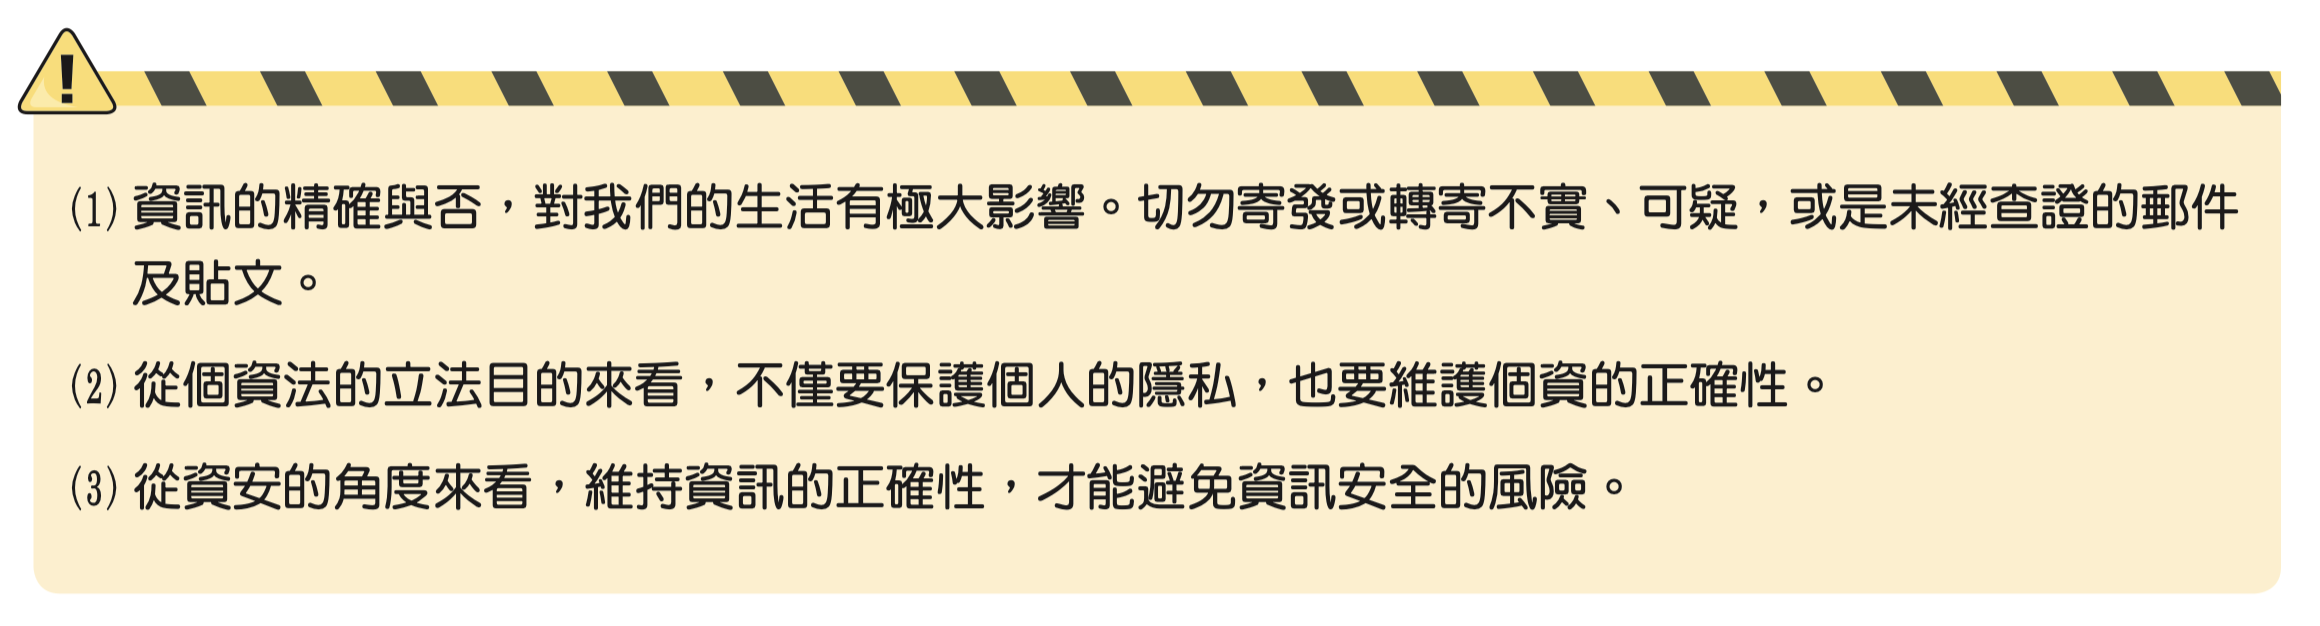 (1) 資訊的精確與否，對我們的生活有極大影響。切勿寄發或轉寄不實、可疑，或是未經查證的郵件
及貼文。
(2) 從個資法的立法目的來看，不僅要保護個人的隱私，也要維護個資的正確性。
(3) 從資安的角度來看，維持資訊的正確性，才能避免資訊安全的風險。